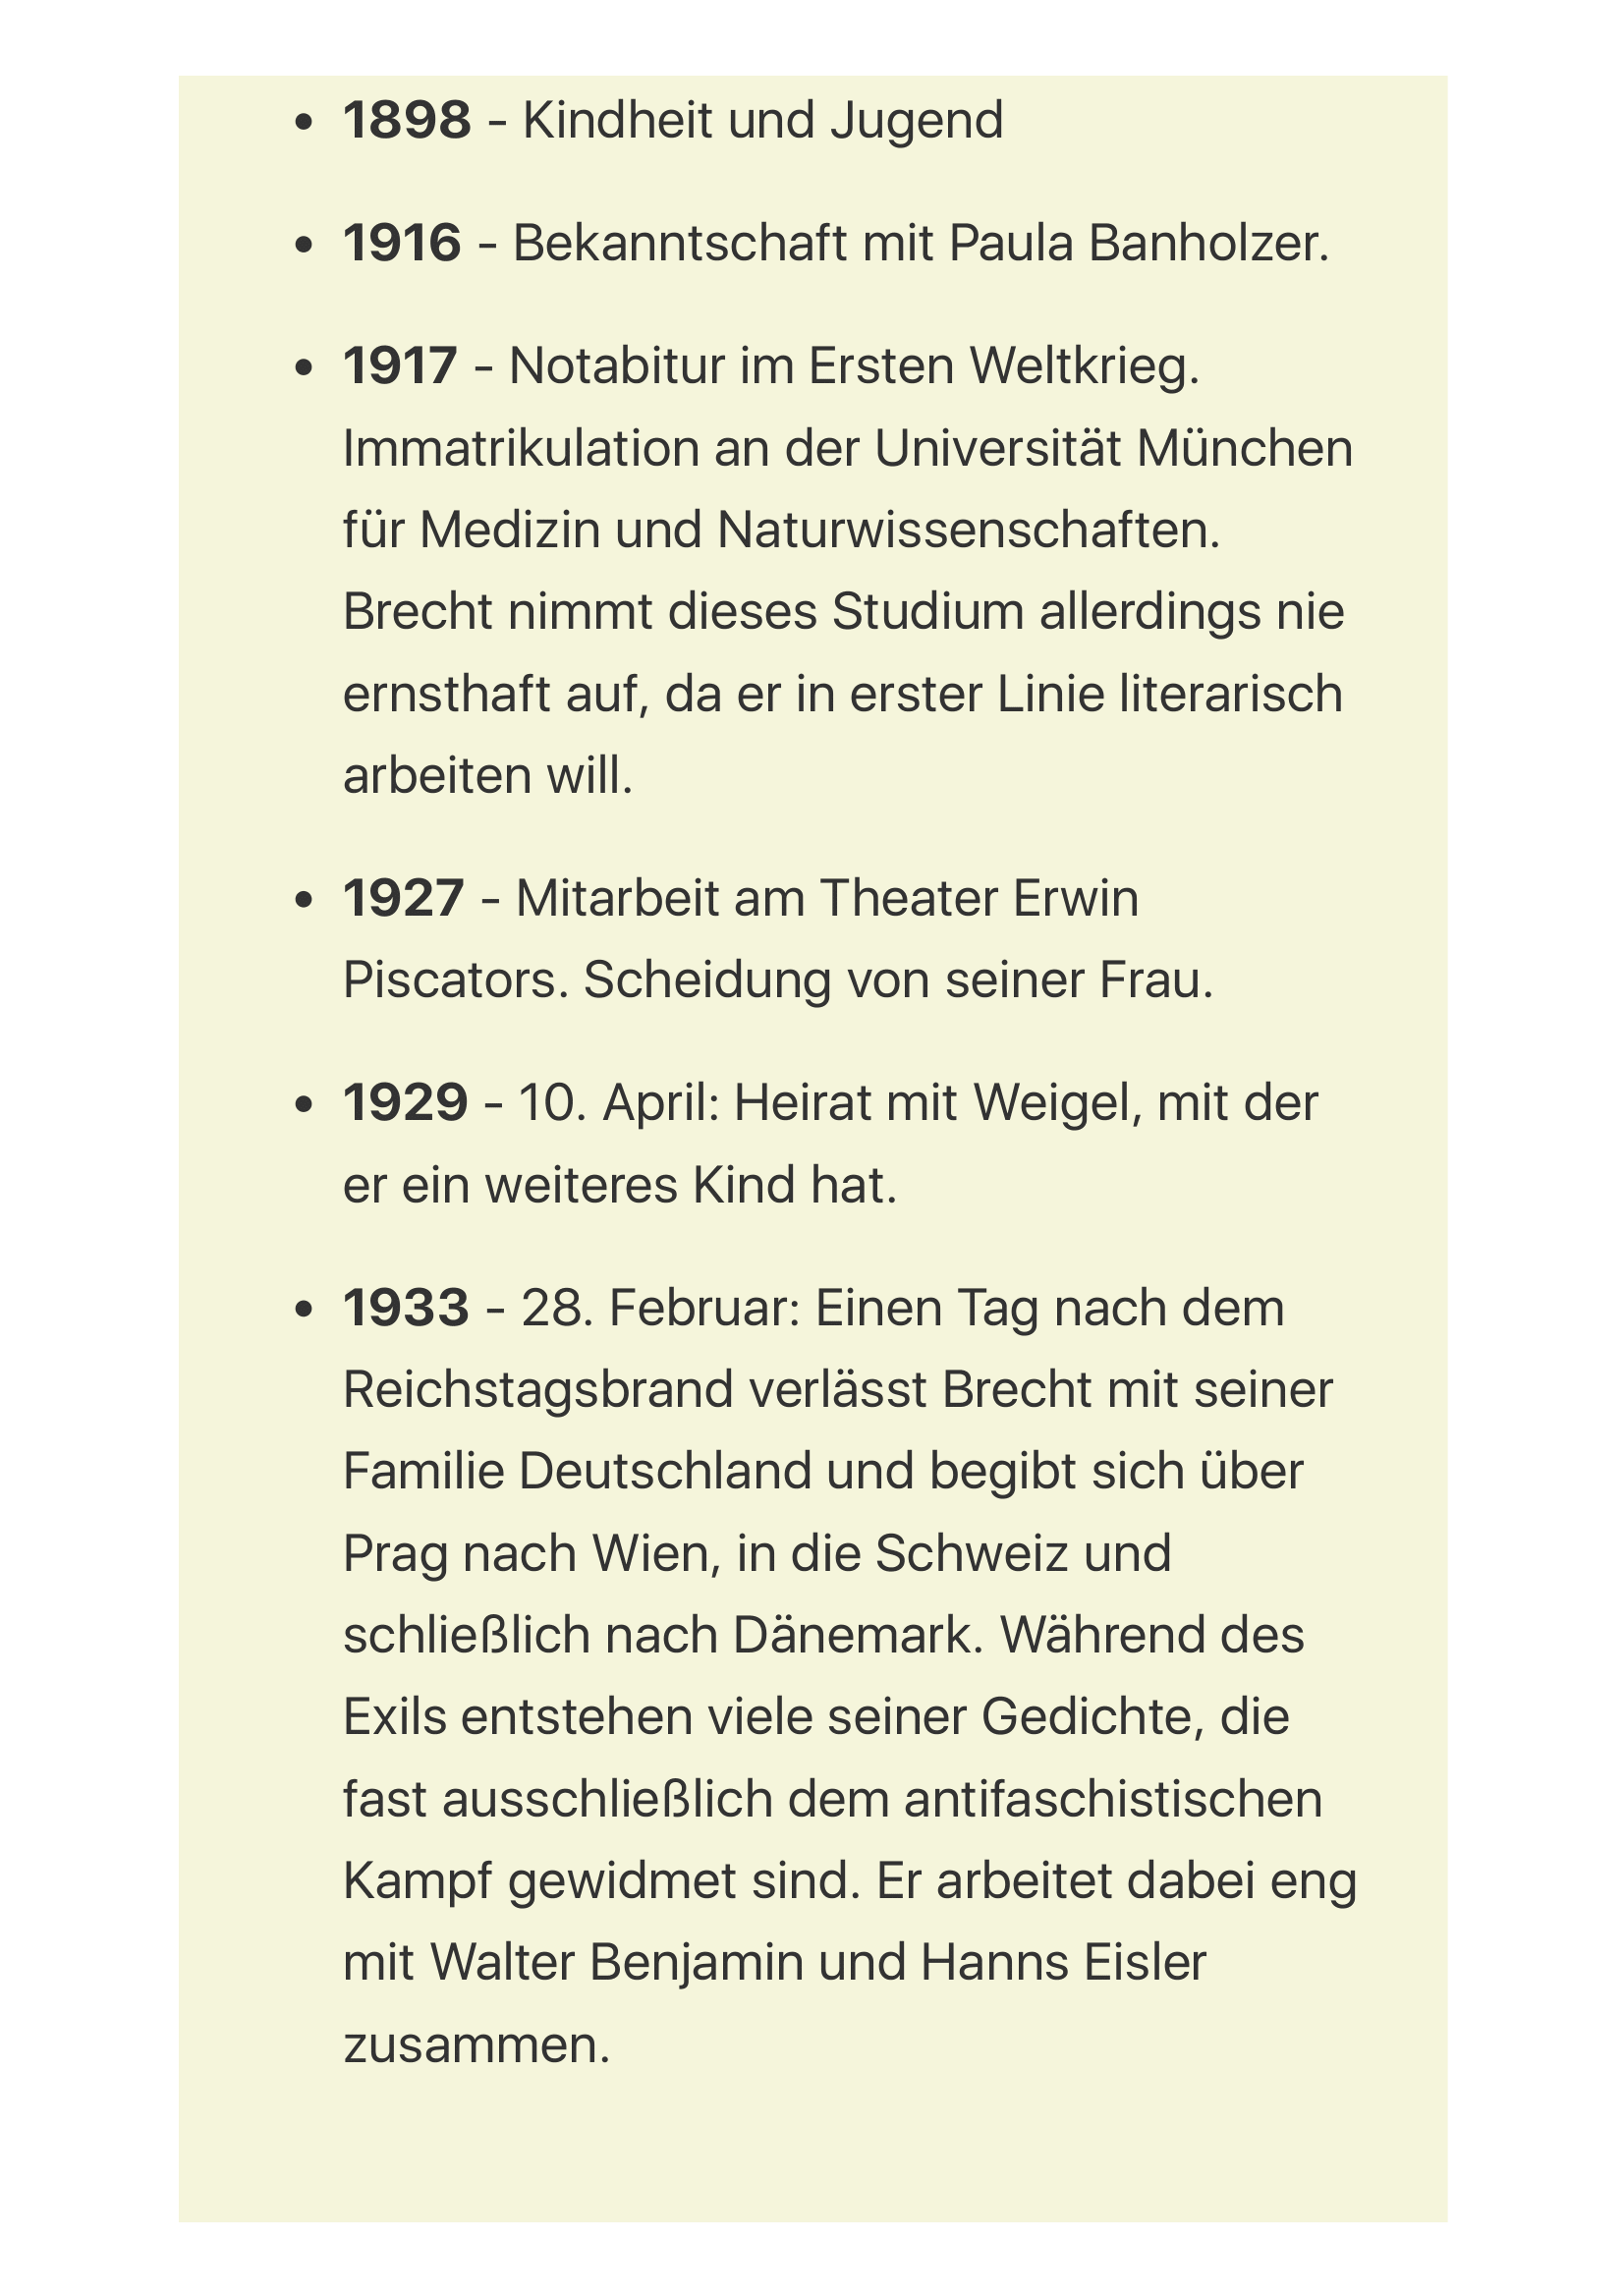 • 1898 - Kindheit und Jugend
• 1916 - Bekanntschaft mit Paula Banholzer.
• 1917 - Notabitur im Ersten Weltkrieg.
Immatrikulation an der Universität München
für Medizin und Naturwissenschaften.
Brecht nimmt dieses Studium allerdings nie
ernsthaft auf, da er in erster Linie literarisch
arbeiten will.
• 1927 - Mitarbeit am Theater Erwin
Piscators. Scheidung von seiner Frau.
• 1929 - 10. April: Heirat mit Weigel, mit der
er ein weiteres Kind hat.
• 1933 - 28. Februar: Einen Tag nach dem
Reichstagsbrand verlässt Brecht mit seiner
Familie Deutschland und begibt sich über
Prag nach Wien, in die Schweiz und
schließlich nach Dänemark. Während des
Exils entstehen viele seiner Gedichte, die
fast ausschließlich dem antifaschistischen
Kampf gewidmet sind. Er arbeitet dabei eng
mit Walter Benjamin und Hanns Eisler
zusammen.